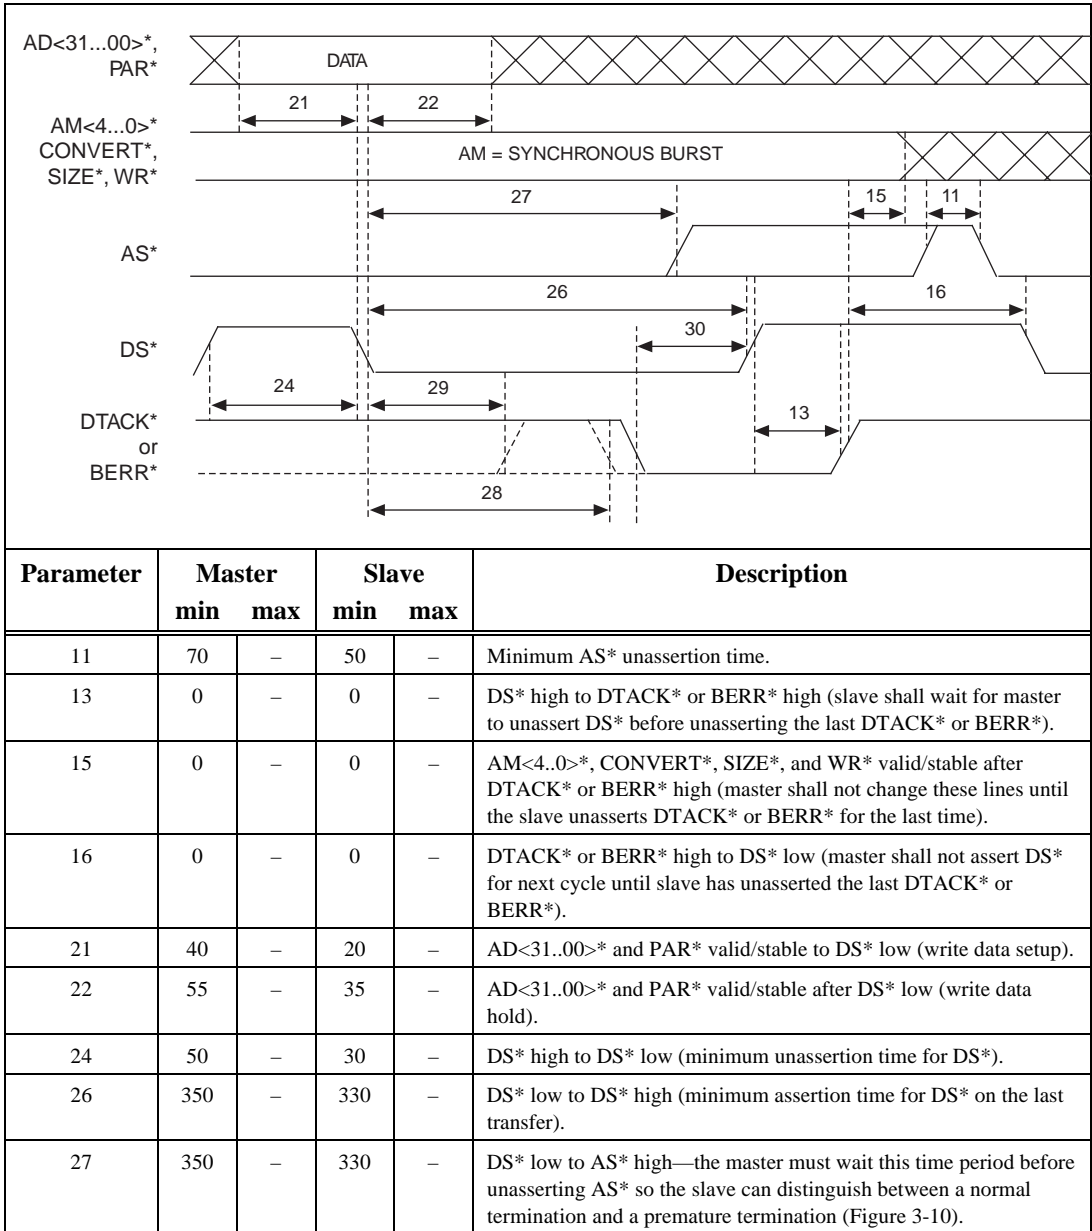 AD<31...00>*,
PAR*
DATA
21
22
AM<4...0>*
CONVERT*,
SIZE*, WR*
AM = SYNCHRONOUS BURST
27
15
11
AS*
26
16
30
DS*
24
29
DTACK*
or
BERR*
13
28
Parameter Master Slave Description
min max min max
11 70 – 50 – Minimum AS* unassertion time.
13 0 – 0 – DS* high to DTACK* or BERR* high (slave shall wait for master
to unassert DS* before unasserting the last DTACK* or BERR*).
15 0 – 0 – AM<4..0>*, CONVERT*, SIZE*, and WR* valid/stable after
DTACK* or BERR* high (master shall not change these lines until
the slave unasserts DTACK* or BERR* for the last time).
16 0 – 0 – DTACK* or BERR* high to DS* low (master shall not assert DS*
for next cycle until slave has unasserted the last DTACK* or
BERR*).
21 40 – 20 – AD<31..00>* and PAR* valid/stable to DS* low (write data setup).
22 55 – 35 – AD<31..00>* and PAR* valid/stable after DS* low (write data
hold).
24 50 – 30 – DS* high to DS* low (minimum unassertion time for DS*).
26 350 – 330 – DS* low to DS* high (minimum assertion time for DS* on the last
transfer).
27 350 – 330 – DS* low to AS* high—the master must wait this time period before
unasserting AS* so the slave can distinguish between a normal
termination and a premature termination (Figure 3-10).